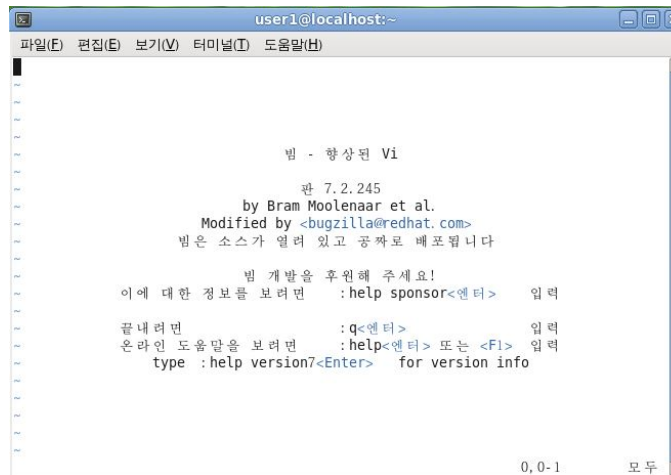 user1@localhost:~
파일(F) 편집(E) 보기(V) 터미널(T) 도움말(H)
~
~
~
~
~ 빔 - 향상된 Vi
~
~ 판 7.2.245
~ by Bram Moolenaar et al.
~ Modified by <bugzilla@redhat.com>
~ 빔은 소스가 열려 있고 공짜로 배포됩니다
~
~ 빔 개발을 후원해 주세요!
~ 이에 대한 정보를 보려면 :help sponsor<엔터> 입력
~
~ 끝내려면 :q<엔터> 입력
~ 온라인 도움말을 보려면 :help<엔터> 또는 <F1> 입력
~ type :help version7<Enter> for version info
~
~
~
~
~
0,0-1 모두